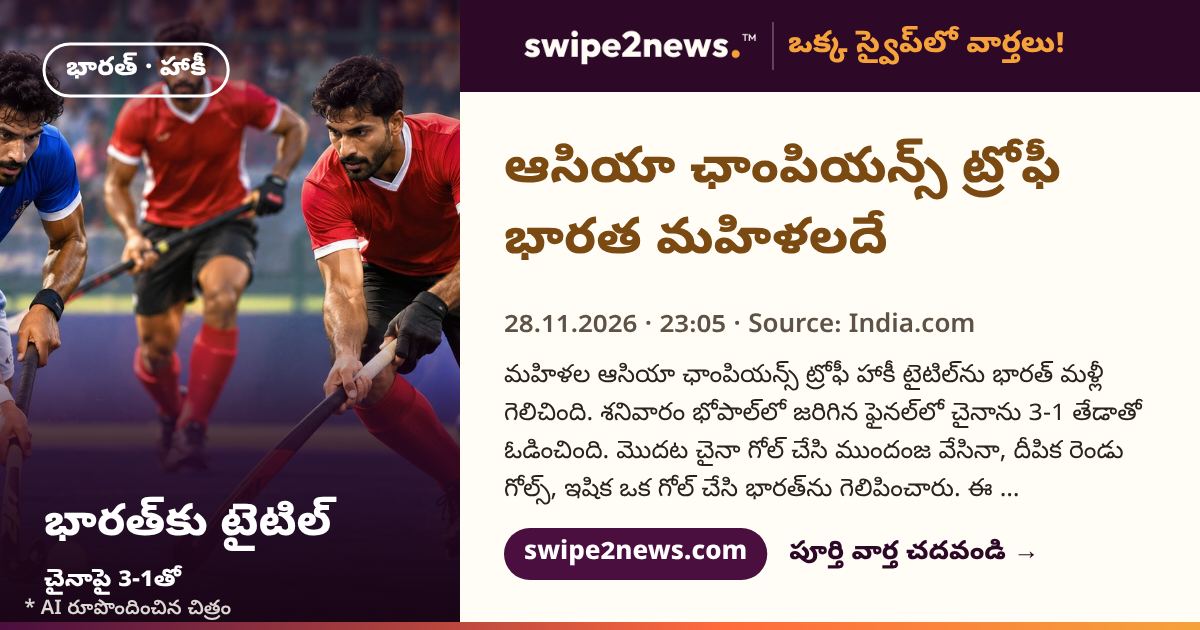 భారత్ · హాకీ
భారత్‌కు టైటిల్
చైనాపై 3-1తో
* AI రూపొందించిన చిత్రం
swipe2news.™ ఒక్క స్వైప్‌లో వార్తలు!
ఆసియా ఛాంపియన్స్ ట్రోఫీ
భారత మహిళలదే
28.11.2026 · 23:05 · Source: India.com
మహిళల ఆసియా ఛాంపియన్స్ ట్రోఫీ హాకీ టైటిల్‌ను భారత్ మళ్లీ
గెలిచింది. శనివారం భోపాల్‌లో జరిగిన ఫైనల్‌లో చైనాను 3-1 తేడాతో
ఓడించింది. మొదట చైనా గోల్ చేసి ముందంజ వేసినా, దీపిక రెండు
గోల్స్, ఇషిక ఒక గోల్ చేసి భారత్‌ను గెలిపించారు. ఈ ...
swipe2news.com పూర్తి వార్త చదవండి →